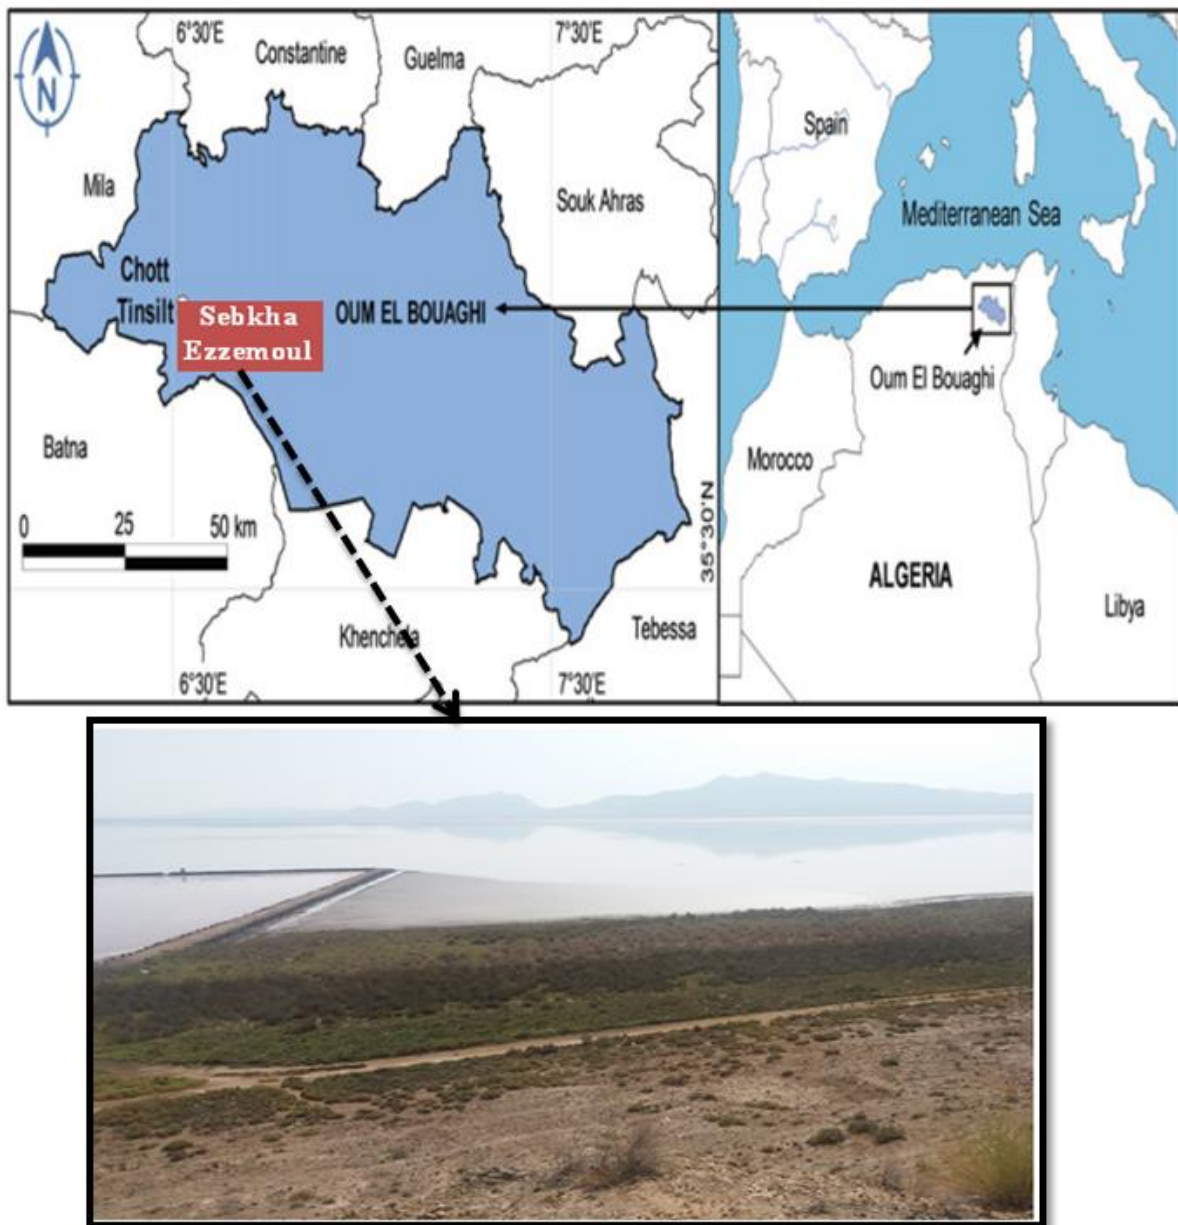 6°30'E
7°30'E
Constantine
Guelma
N
Mila
Souk Ahras
Chott
Tinsilt
Sebkha
Ezzemoul
OUM EL BOUAGHI
Batna
0 25 50 km
35°30'N
Khenchela
Tebessa
6°30'E
7°30'E
Spain
Mediterranean Sea
Oum El Bouaghi
Morocco
ALGERIA
Libya